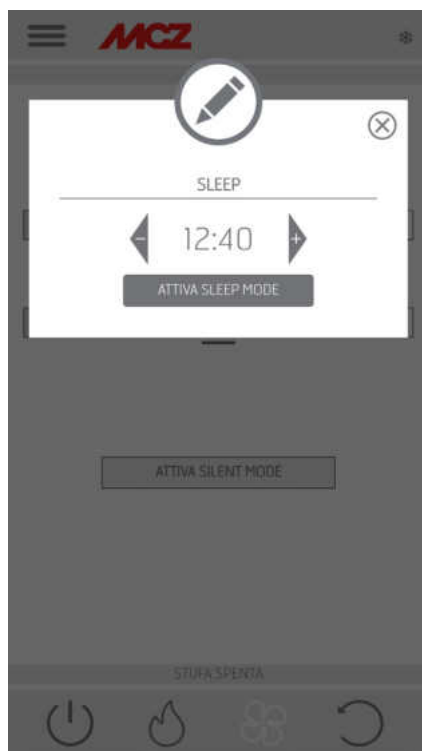 MCZ
SLEEP
- 12:40 +
ATTIVA SLEEP MODE
ATTIVA SILENT MODE
STUFA SPENTA